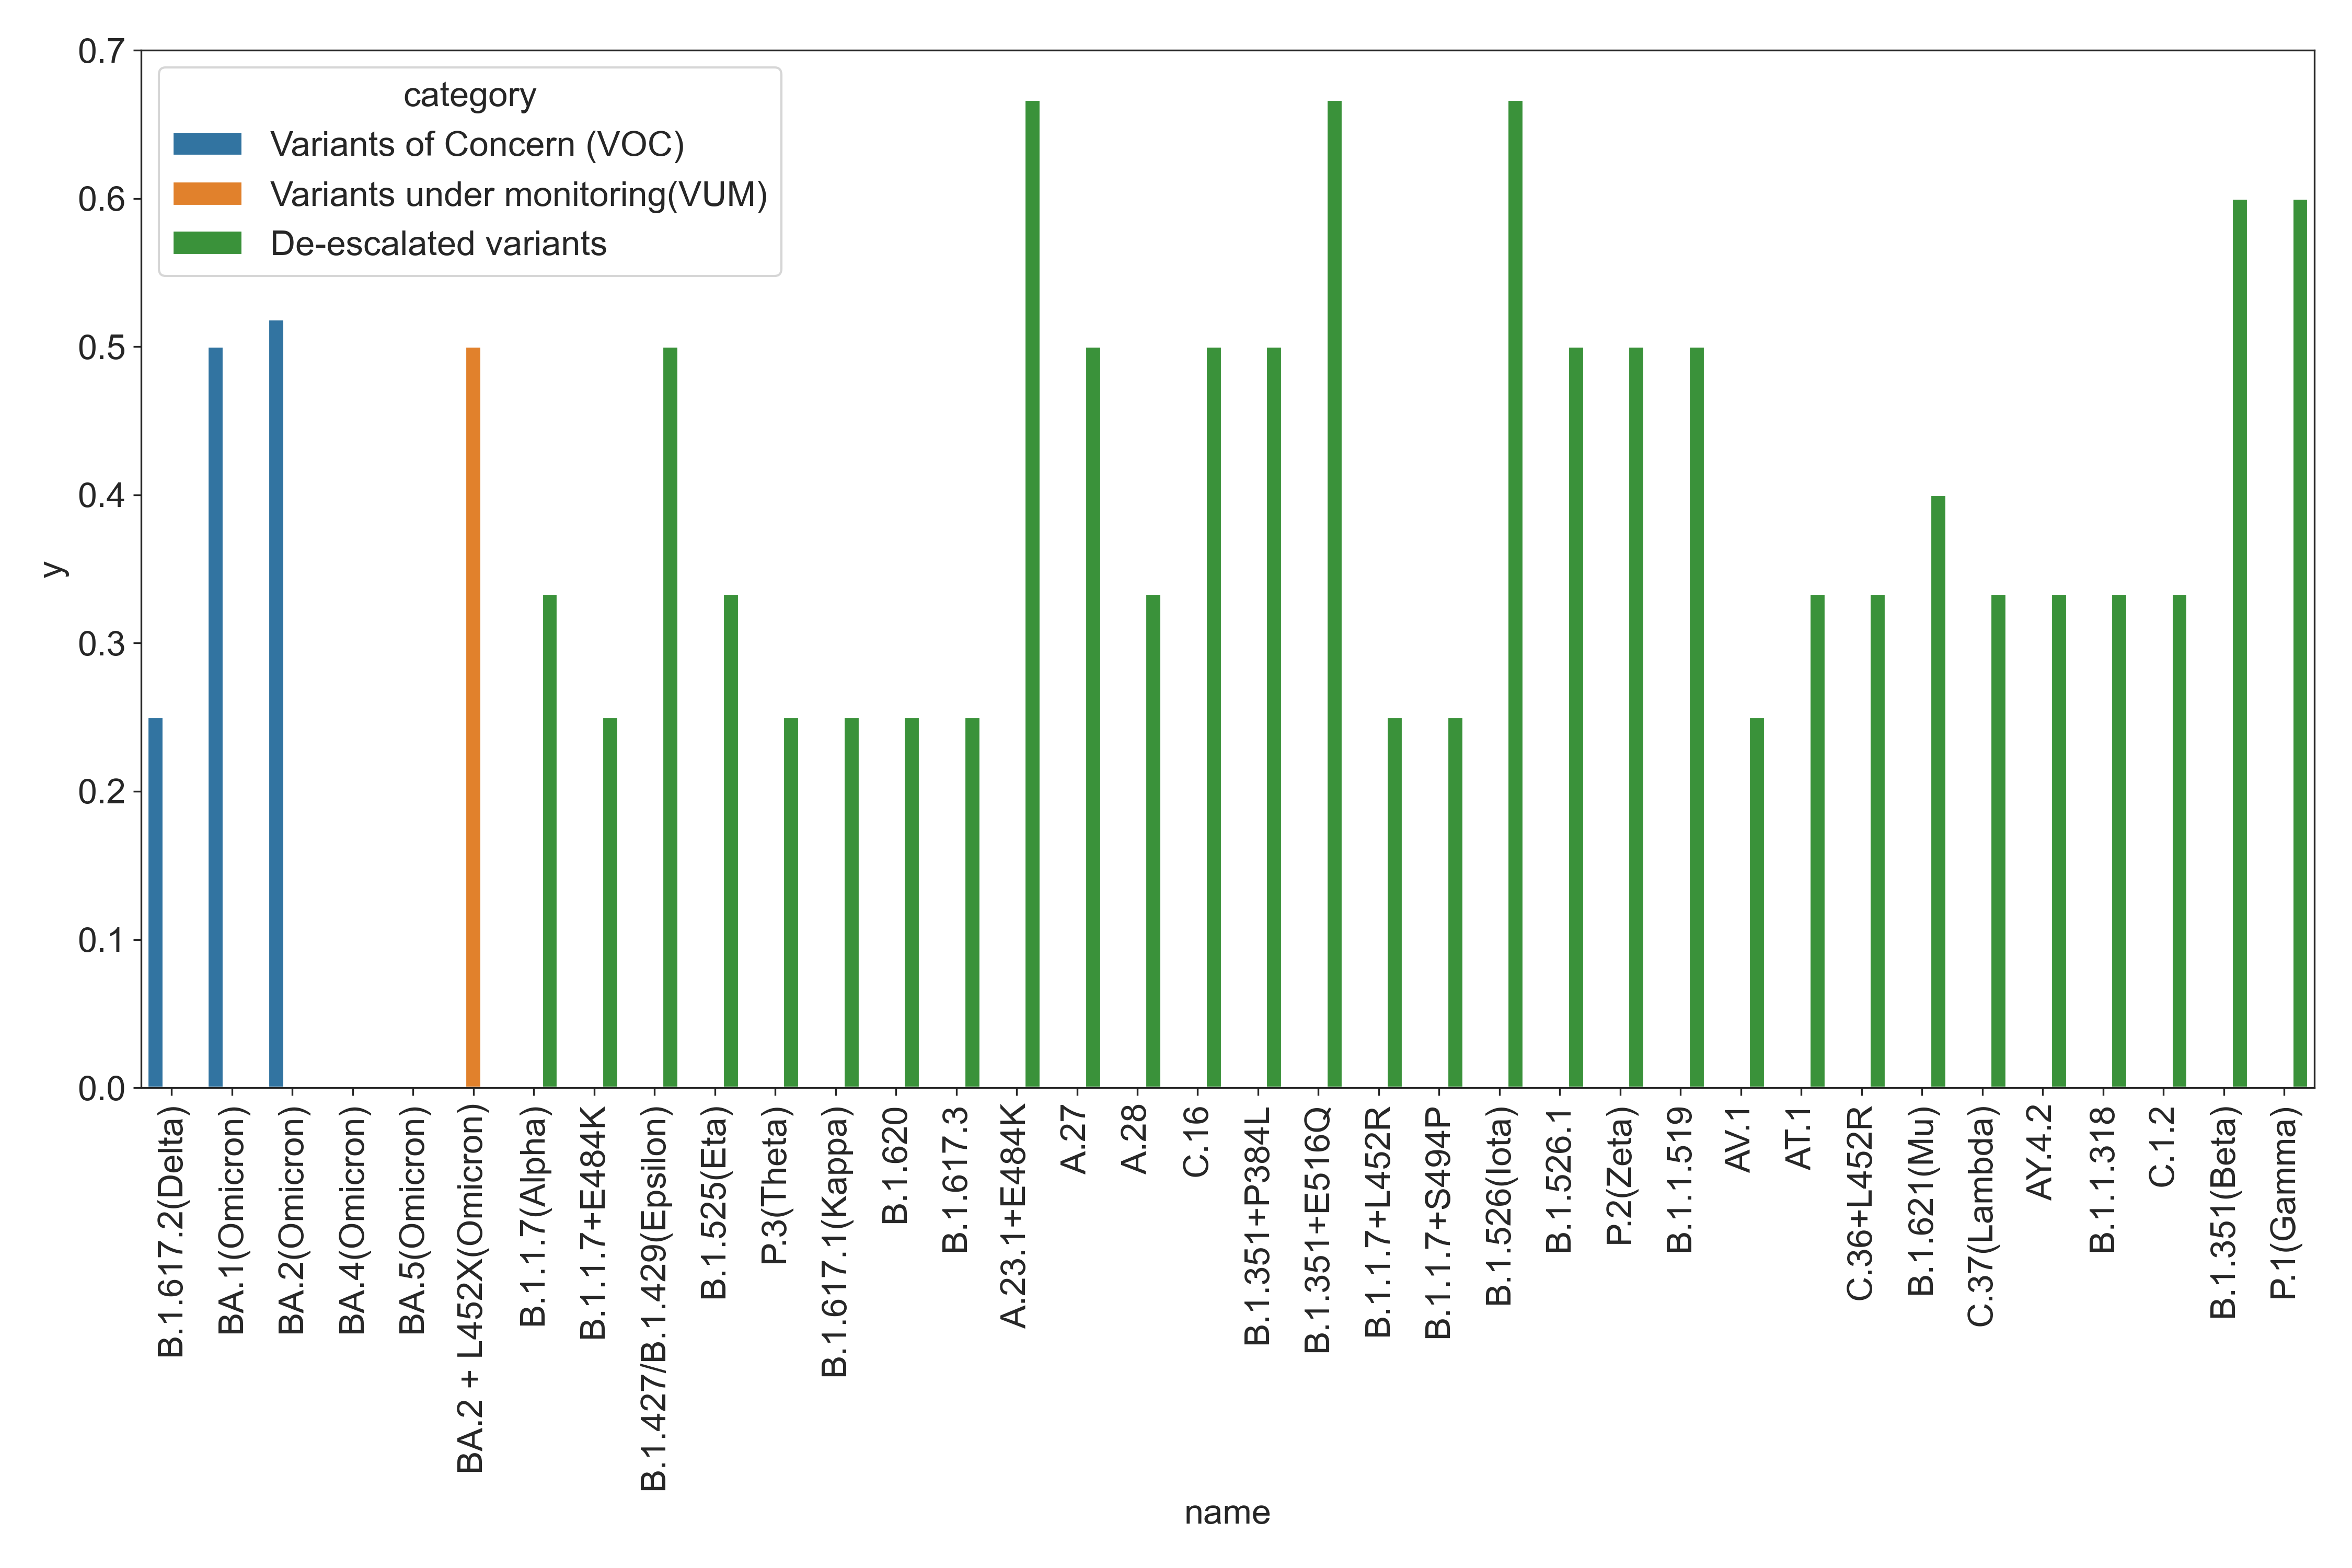 0.7
0.6
0.5
0.4
0.3
0.2
0.1
0.0
y
category
Variants of Concern (VOC)
Variants under monitoring(VUM)
De-escalated variants
B.1.617.2(Delta)
BA.1(Omicron)
BA.2(Omicron)
BA.4(Omicron)
BA.5(Omicron)
BA.2 + L452X(Omicron)
B.1.1.7(Alpha)
B.1.1.7+E484K
B.1.427/B.1.429(Epsilon)
B.1.525(Eta)
P.3(Theta)
B.1.617.1(Kappa)
B.1.620
B.1.617.3
A.23.1+E484K
A.27
A.28
C.16
B.1.351+P384L
B.1.351+E516Q
B.1.1.7+L452R
B.1.1.7+S494P
B.1.526(Iota)
B.1.526.1
P.2(Zeta)
B.1.1.519
AV.1
AT.1
C.36+L452R
B.1.621(Mu)
C.37(Lambda)
AY.4.2
B.1.1.318
C.1.2
B.1.351(Beta)
P.1(Gamma)
name